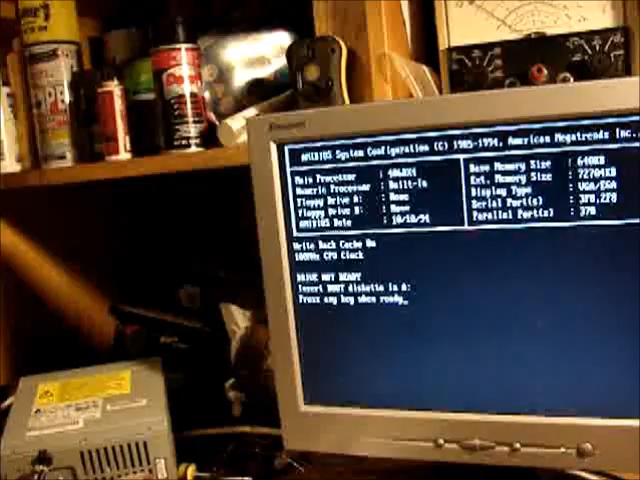 AMIBIOS System Configuration (C) 1985-1994, American Megatrends Inc.,
Main Processor : 486DX4
Numeric Processor : Built-In
Floppy Drive A: : None
Floppy Drive B: : None
AMIBIOS Date : 10/10/94
Base Memory Size : 640KB
Ext. Memory Size : 72704KB
Display Type : VGA/EGA
Serial Port(s) : 3F8,2F8
Parallel Port(s) : 378
Write Back Cache On
100MHz CPU Clock
DRIVE NOT READY
Insert BOOT diskette in A:
Press any key when ready_